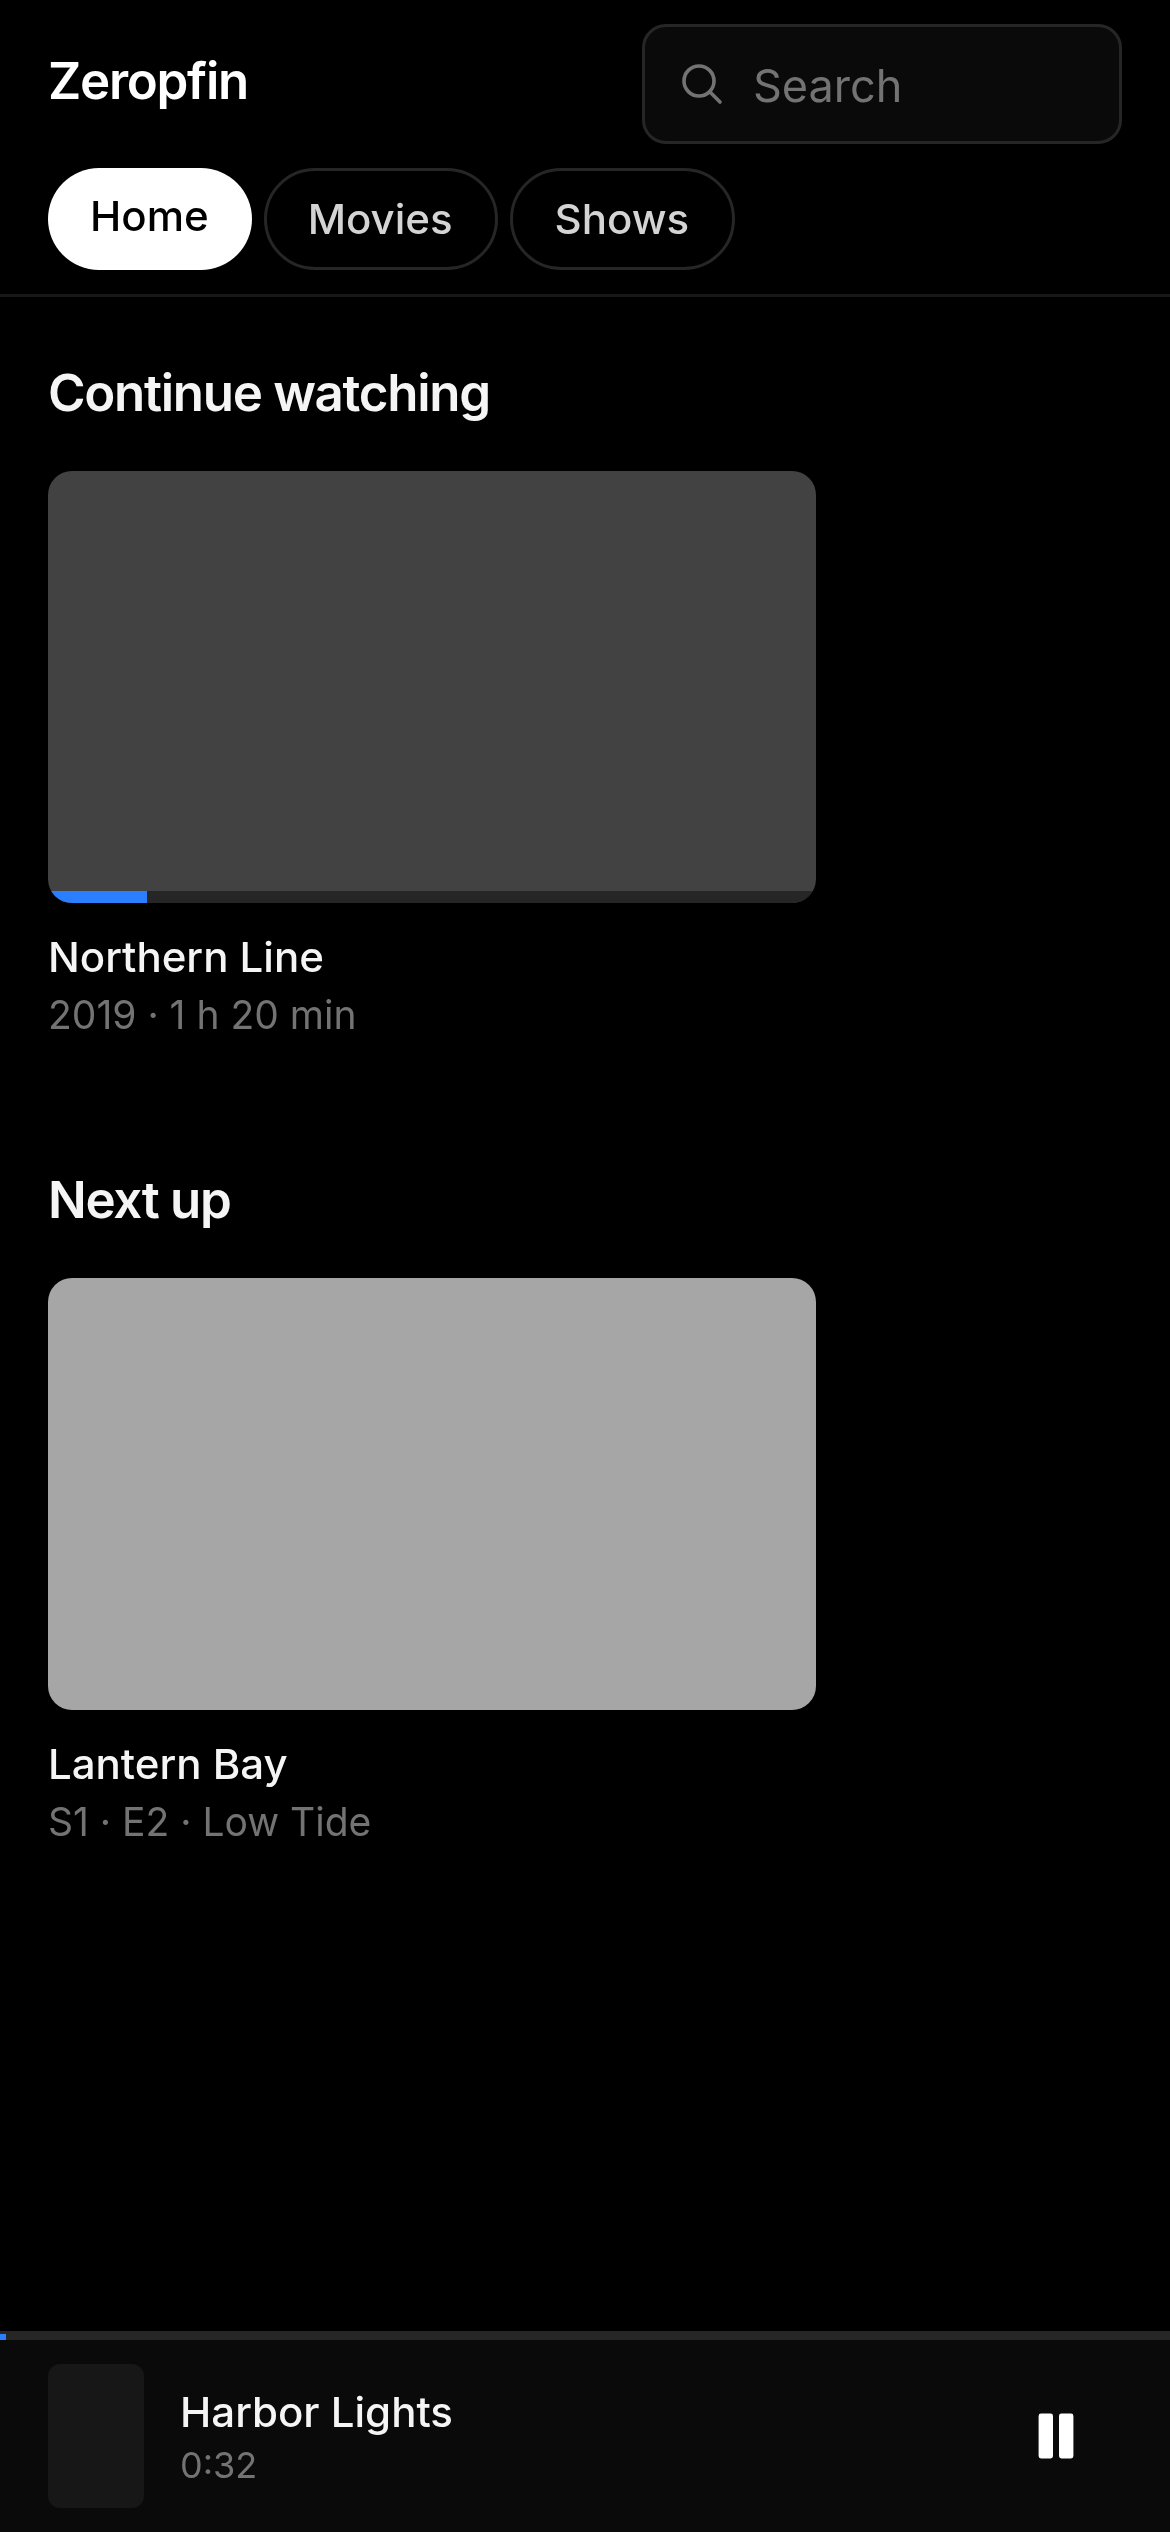 Zeropfin
Search
Home
Movies
Shows
Continue watching
Northern Line
2019 · 1 h 20 min
Next up
Lantern Bay
S1 · E2 · Low Tide
Harbor Lights
0:32